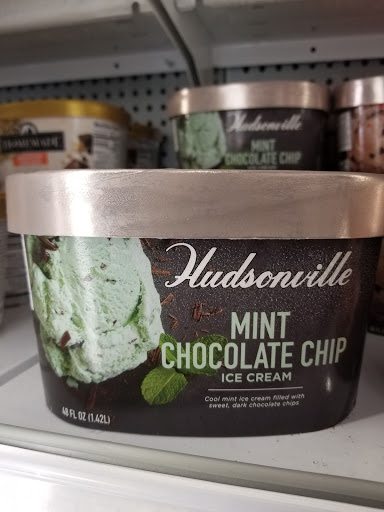 HOMEMADE
Hudsonville
MINT
CHOCOLATE CHIP
Hudsonville
MINT
CHOCOLATE CHIP
ICE CREAM
Cool mint ice cream filled with
sweet, dark chocolate chips
48 FL OZ (1.42L)